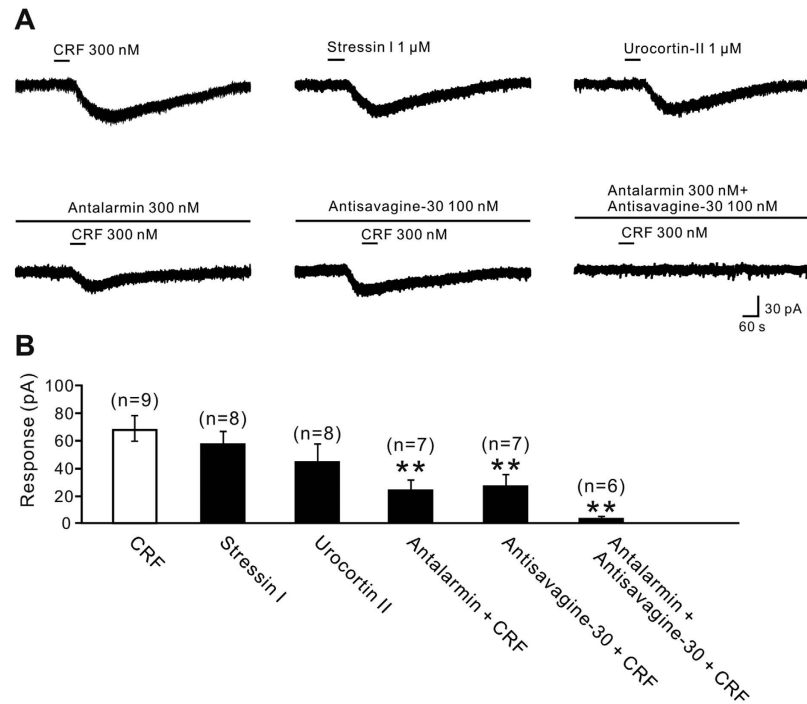 A
CRF 300 nM
Stressin I 1 μM
Urocortin-II 1 μM
Antalarmin 300 nM
Antisavagine-30 100 nM
Antalarmin 300 nM+
Antisavagine-30 100 nM
CRF 300 nM
CRF 300 nM
CRF 300 nM
30 pA
60 s
B
Response (pA)
100
80
60
40
20
0
(n=9)
(n=8)
(n=8)
(n=7)
**
(n=7)
**
(n=6)
**
CRF
Stressin I
Urocortin II
Antalarmin + CRF
Antisavagine-30 + CRF
Antalarmin +
Antisavagine-30 + CRF